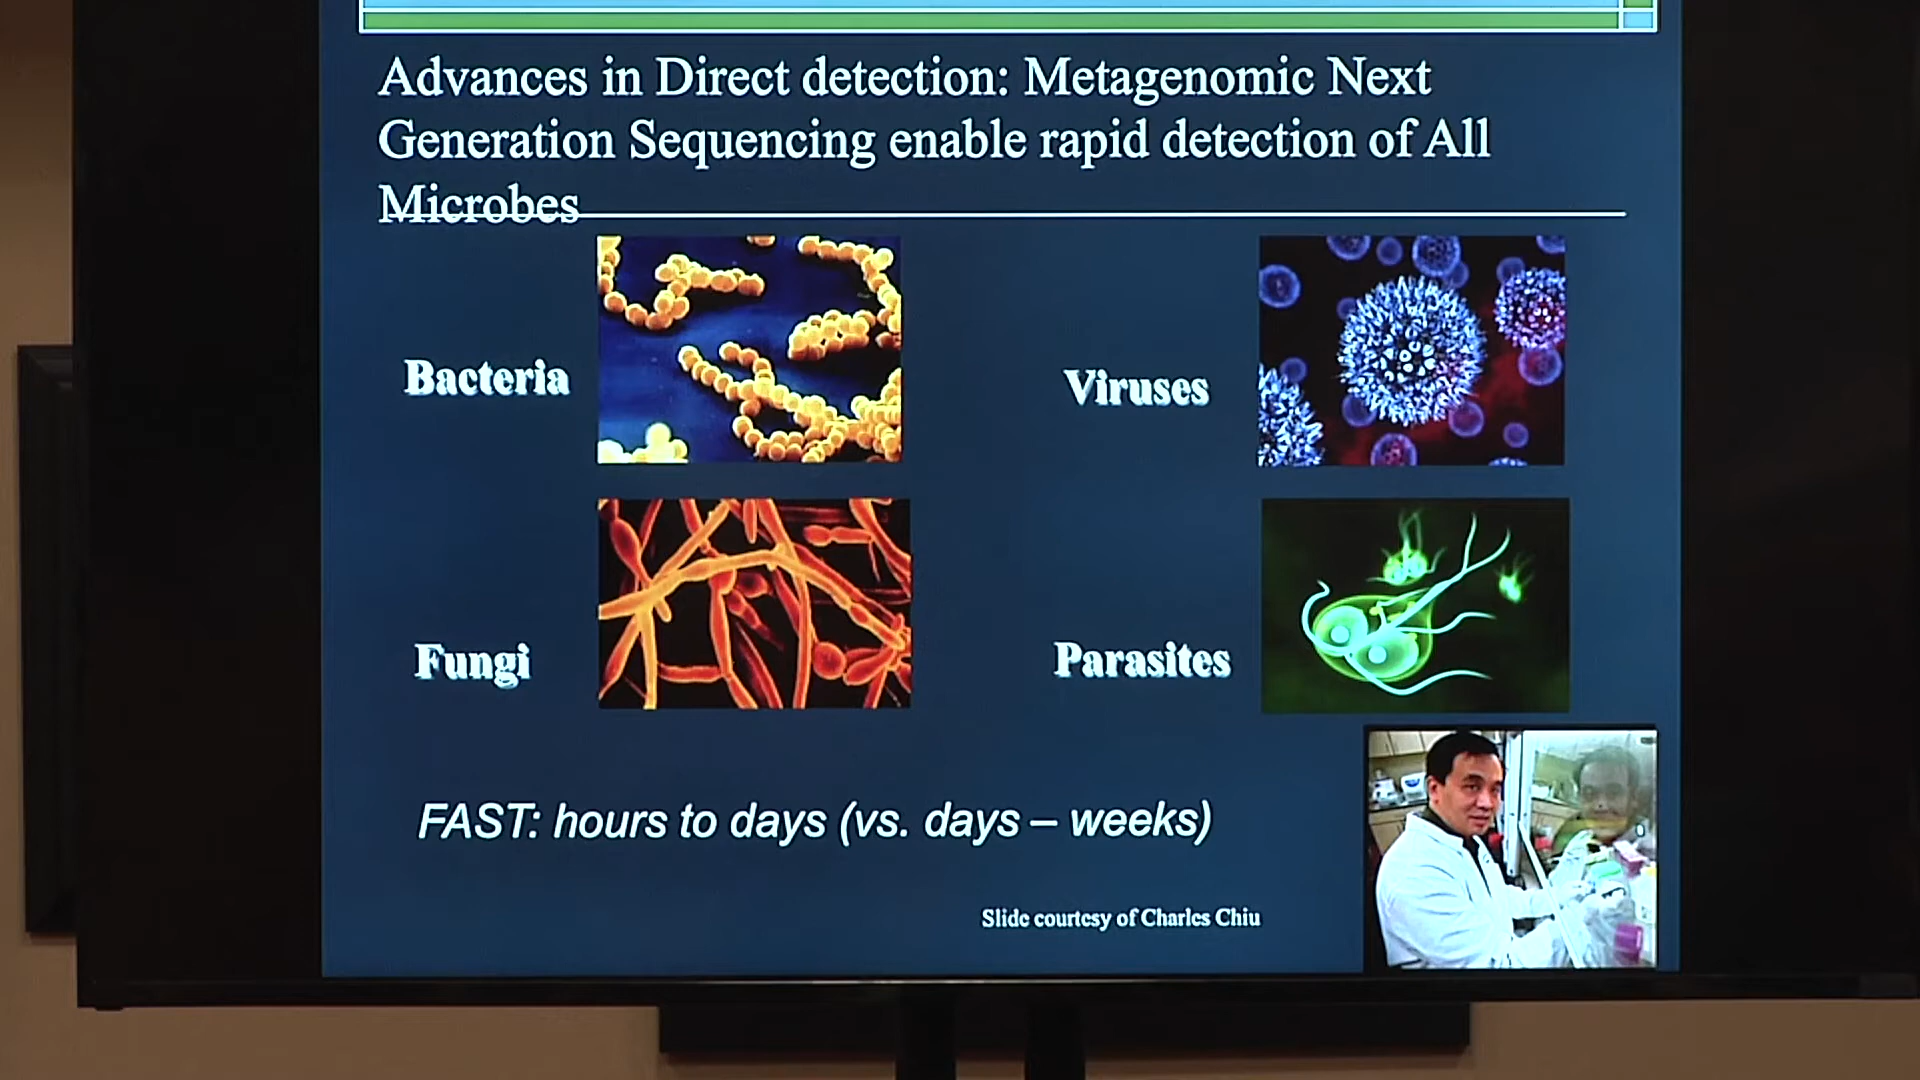 Advances in Direct detection: Metagenomic Next
Generation Sequencing enable rapid detection of All
Microbes
Bacteria
Viruses
Fungi
Parasites
FAST: hours to days (vs. days – weeks)
Slide courtesy of Charles Chiu